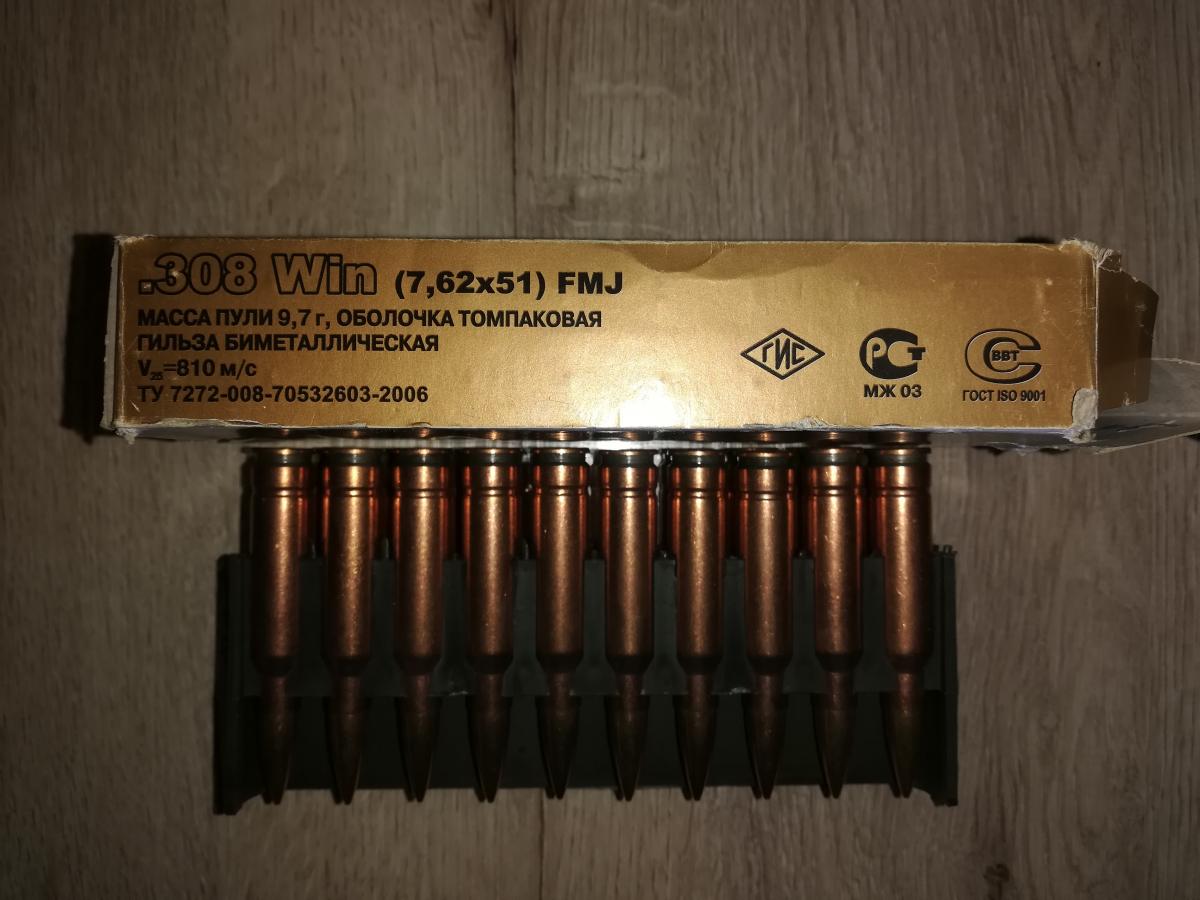 .308 Win (7,62x51) FMJ
МАССА ПУЛИ 9,7 г, ОБОЛОЧКА ТОМПАКОВАЯ
ГИЛЬЗА БИМЕТАЛЛИЧЕСКАЯ
V25=810 м/с
ТУ 7272-008-70532603-2006
ГИС
РСТ
МЖ 03
С ВВТ
ГОСТ ISO 9001